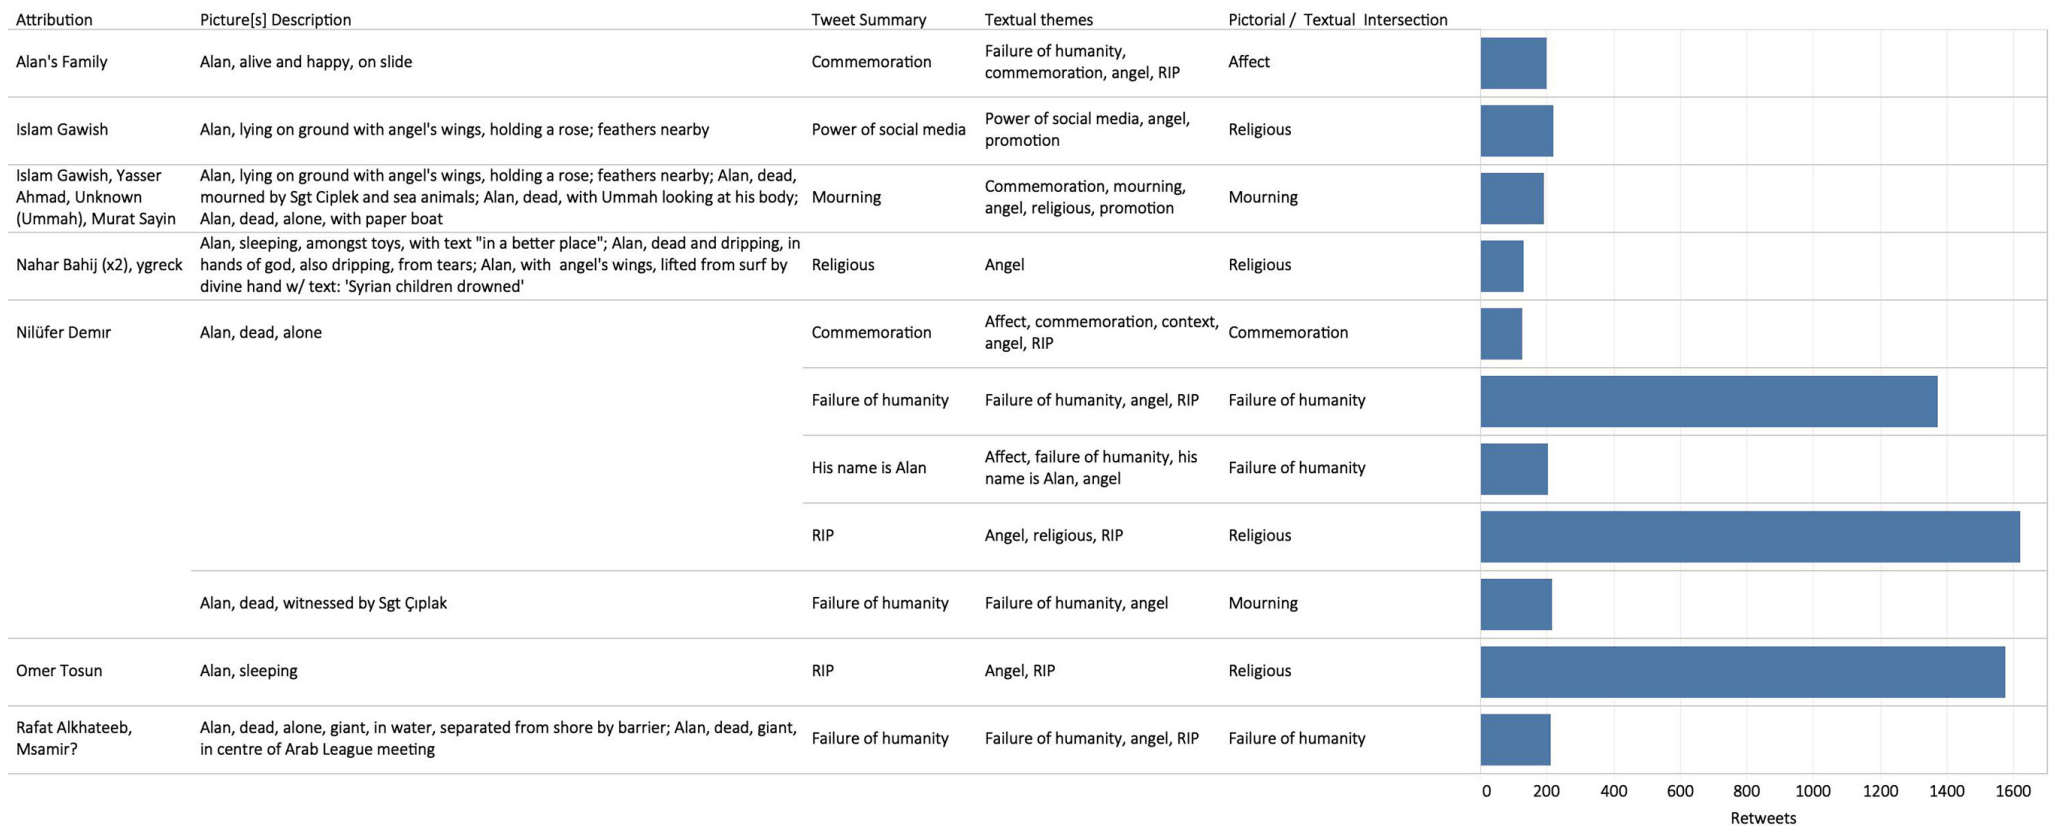 Attribution Picture[s] Description Tweet Summary Textual themes Pictorial / Textual Intersection
Alan's Family
Alan, alive and happy, on slide
Commemoration
Failure of humanity,
commemoration, angel, RIP
Affect
Islam Gawish
Alan, lying on ground with angel's wings, holding a rose; feathers nearby
Power of social media
Power of social media, angel,
promotion
Religious
Islam Gawish, Yasser
Ahmad, Unknown
(Ummah), Murat Sayin
Alan, lying on ground with angel's wings, holding a rose; feathers nearby; Alan, dead,
mourned by Sgt Ciplek and sea animals; Alan, dead, with Ummah looking at his body;
Alan, dead, alone, with paper boat
Mourning
Commemoration, mourning,
angel, religious, promotion
Mourning
Nahar Bahij (x2), ygreck
Alan, sleeping, amongst toys, with text "in a better place"; Alan, dead and dripping, in
hands of god, also dripping, from tears; Alan, with angel's wings, lifted from surf by
divine hand w/ text: 'Syrian children drowned'
Religious
Angel
Religious
Nilüfer Demır
Alan, dead, alone
Commemoration
Affect, commemoration, context,
angel, RIP
Commemoration
Failure of humanity
Failure of humanity, angel, RIP
Failure of humanity
His name is Alan
Affect, failure of humanity, his
name is Alan, angel
Failure of humanity
RIP
Angel, religious, RIP
Religious
Alan, dead, witnessed by Sgt Çıplak
Failure of humanity
Failure of humanity, angel
Mourning
Omer Tosun
Alan, sleeping
RIP
Angel, RIP
Religious
Rafat Alkhateeb,
Msamir?
Alan, dead, alone, giant, in water, separated from shore by barrier; Alan, dead, giant,
in centre of Arab League meeting
Failure of humanity
Failure of humanity, angel, RIP
Failure of humanity
0 200 400 600 800 1000 1200 1400 1600
Retweets